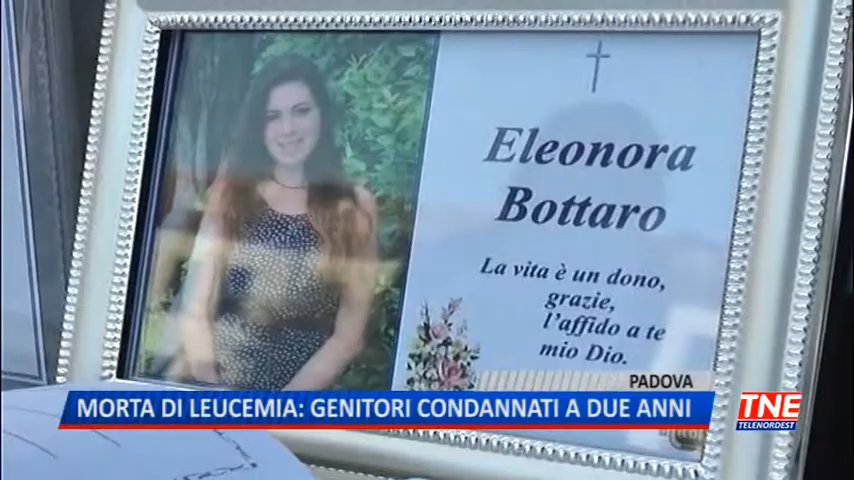 Eleonora
Bottaro
La vita è un dono,
grazie,
l'affido a te
mio Dio.
PADOVA
MORTA DI LEUCEMIA: GENITORI CONDANNATI A DUE ANNI
TNE
TELENORDEST